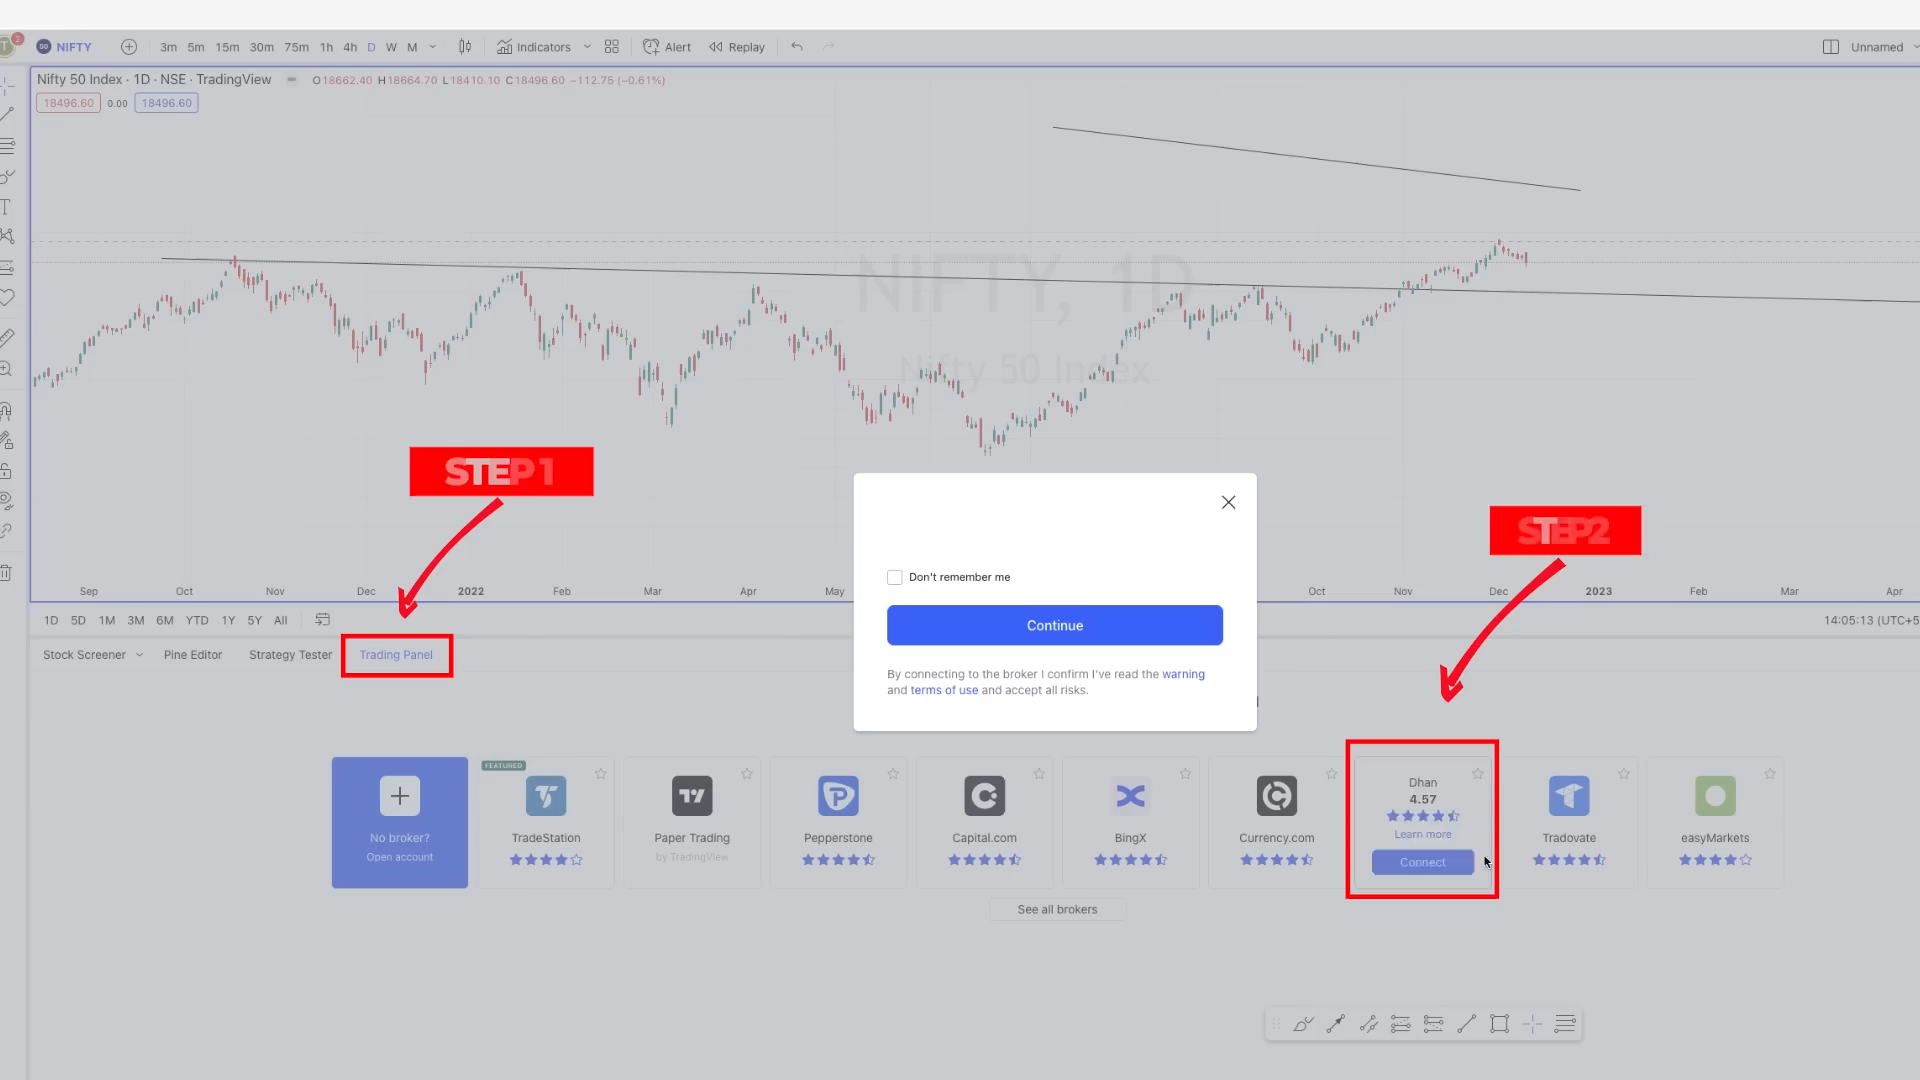 2
50 NIFTY 3m 5m 15m 30m 75m 1h 4h D W M Indicators Alert Replay Unnamed
Nifty 50 Index · 1D · NSE · TradingView O18662.40 H18664.70 L18410.10 C18496.60 −112.75 (−0.61%)
18496.60 0.00 18496.60
NIFTY, 1D
Nifty 50 Index
STEP 1
STEP 2
Don't remember me
Continue
By connecting to the broker I confirm I've read the warning
and terms of use and accept all risks.
Sep Oct Nov Dec 2022 Feb Mar Apr May Oct Nov Dec 2023 Feb Mar Apr
1D 5D 1M 3M 6M YTD 1Y 5Y All 14:05:13 (UTC+5
Stock Screener Pine Editor Strategy Tester Trading Panel
No broker?
Open account
FEATURED
TradeStation
Paper Trading
by TradingView
Pepperstone
Capital.com
BingX
Currency.com
Dhan
4.57
Learn more
Connect
Tradovate
easyMarkets
See all brokers